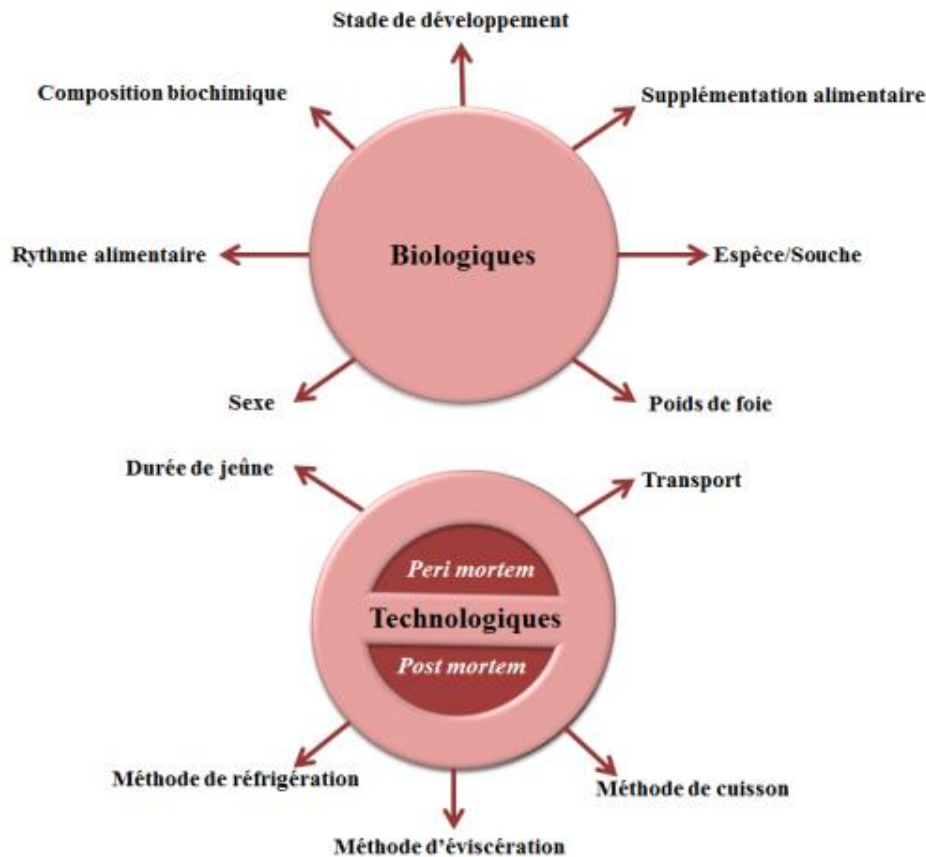 Stade de développement
Composition biochimique
Supplémentation alimentaire
Rythme alimentaire
Biologiques
Espèce/Souche
Sexe
Poids de foie
Durée de jeûne
Transport
Peri mortem
Technologiques
Post mortem
Méthode de réfrigération
Méthode de cuisson
Méthode d'éviscération